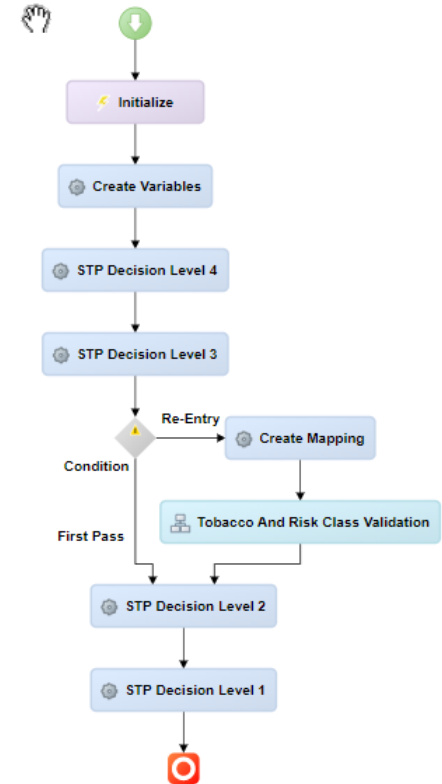 Initialize
Create Variables
STP Decision Level 4
STP Decision Level 3
Re-Entry
Create Mapping
Condition
Tobacco And Risk Class Validation
First Pass
STP Decision Level 2
STP Decision Level 1